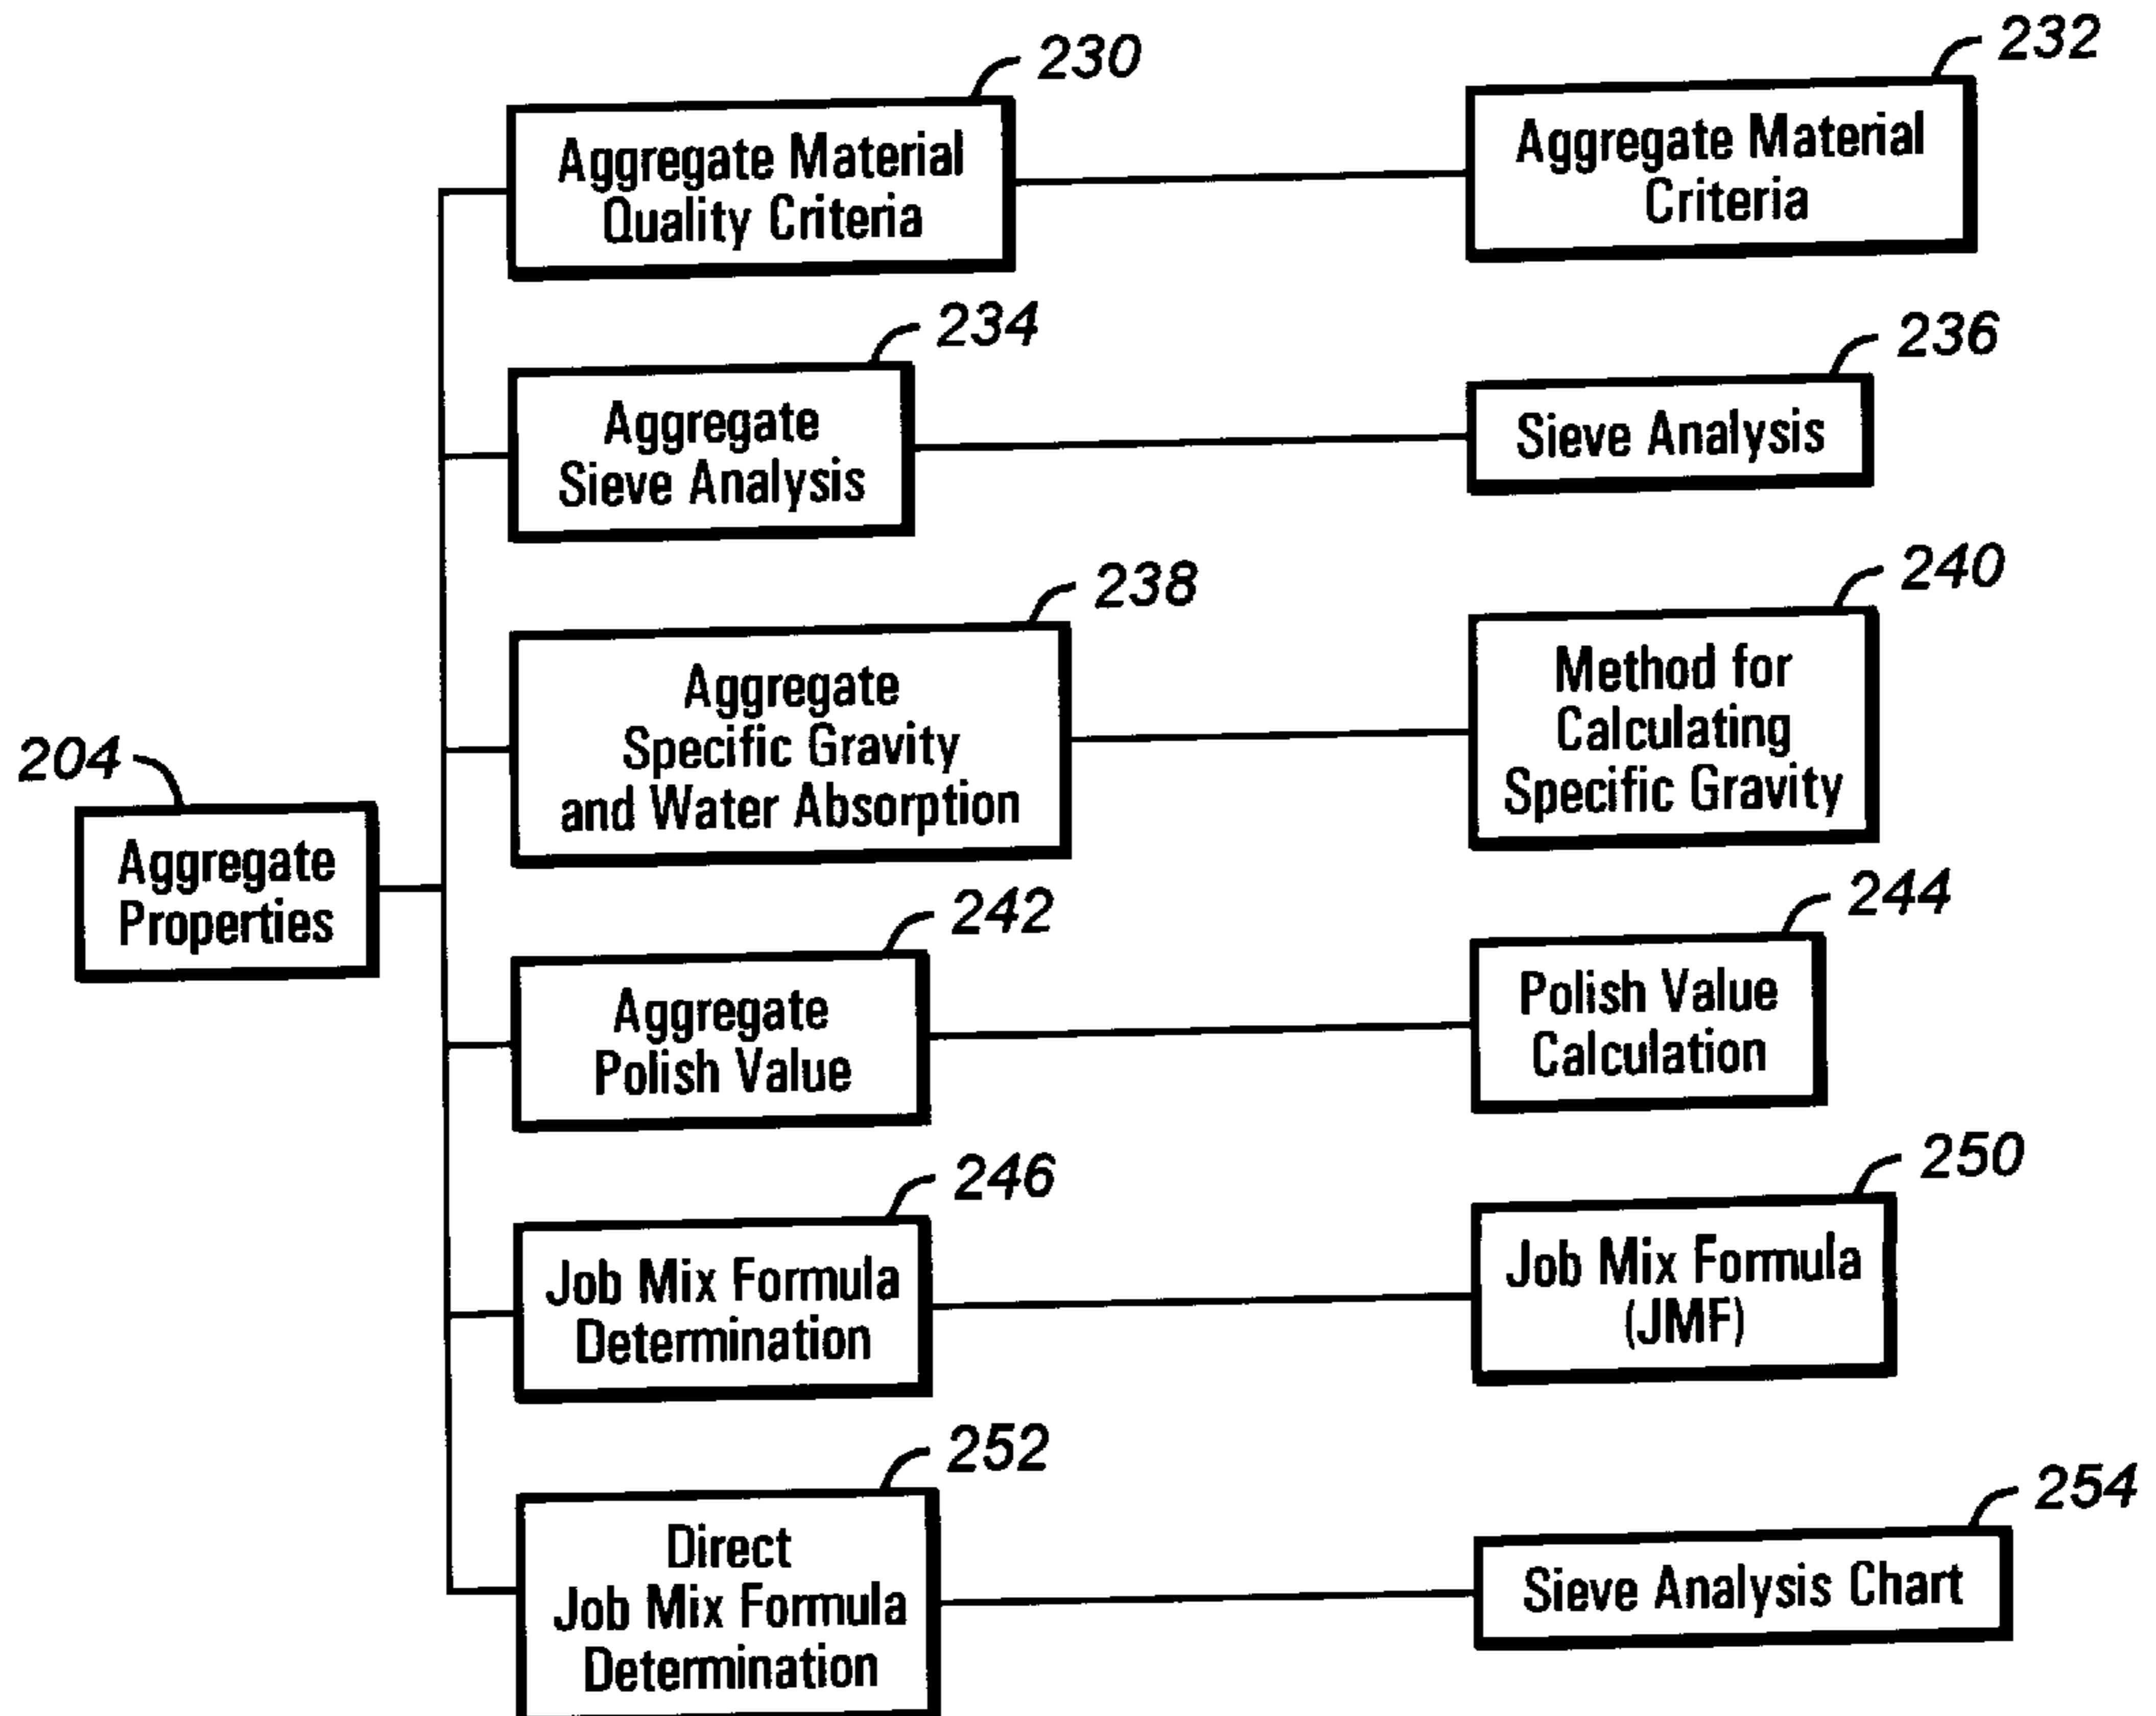 230
Aggregate Material
Quality Criteria
232
Aggregate Material
Criteria
234
Aggregate
Sieve Analysis
236
Sieve Analysis
238
Aggregate
Specific Gravity
and Water Absorption
240
Method for
Calculating
Specific Gravity
204
Aggregate
Properties
242
Aggregate
Polish Value
244
Polish Value
Calculation
246
Job Mix Formula
Determination
250
Job Mix Formula
(JMF)
252
Direct
Job Mix Formula
Determination
254
Sieve Analysis Chart